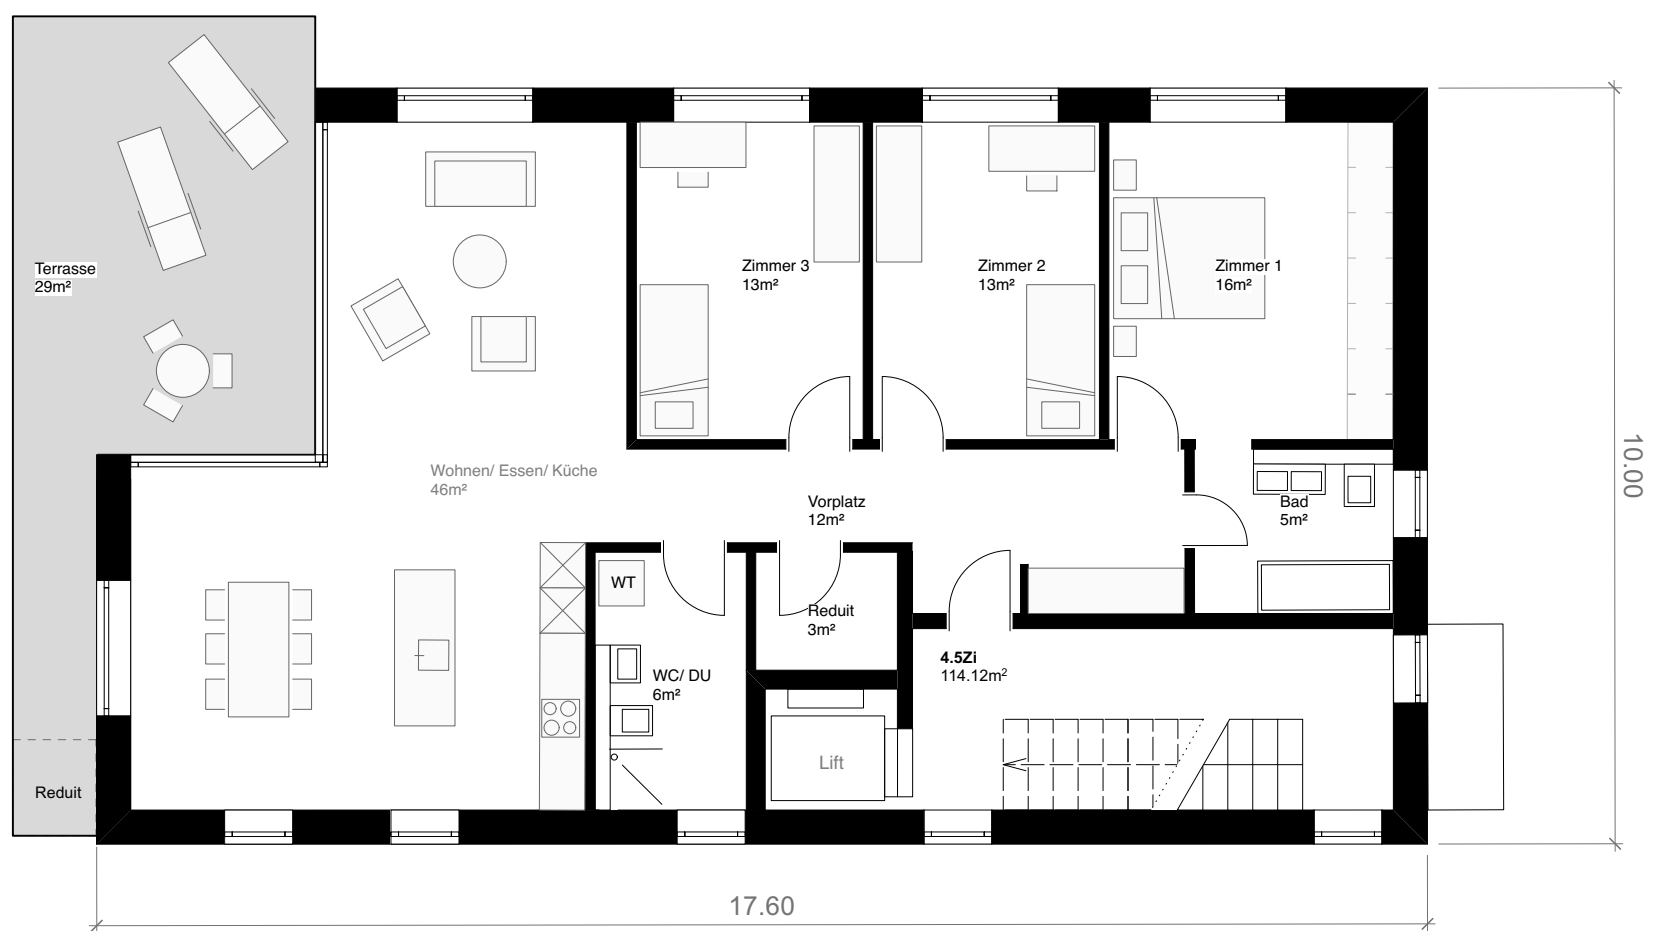 Terrasse
29m²
Zimmer 3
13m²
Zimmer 2
13m²
Zimmer 1
16m²
Wohnen/ Essen/ Küche
46m²
Vorplatz
12m²
Bad
5m²
10.00
WT
Reduit
3m²
WC/ DU
6m²
4.5Zi
114.12m²
Lift
Reduit
17.60